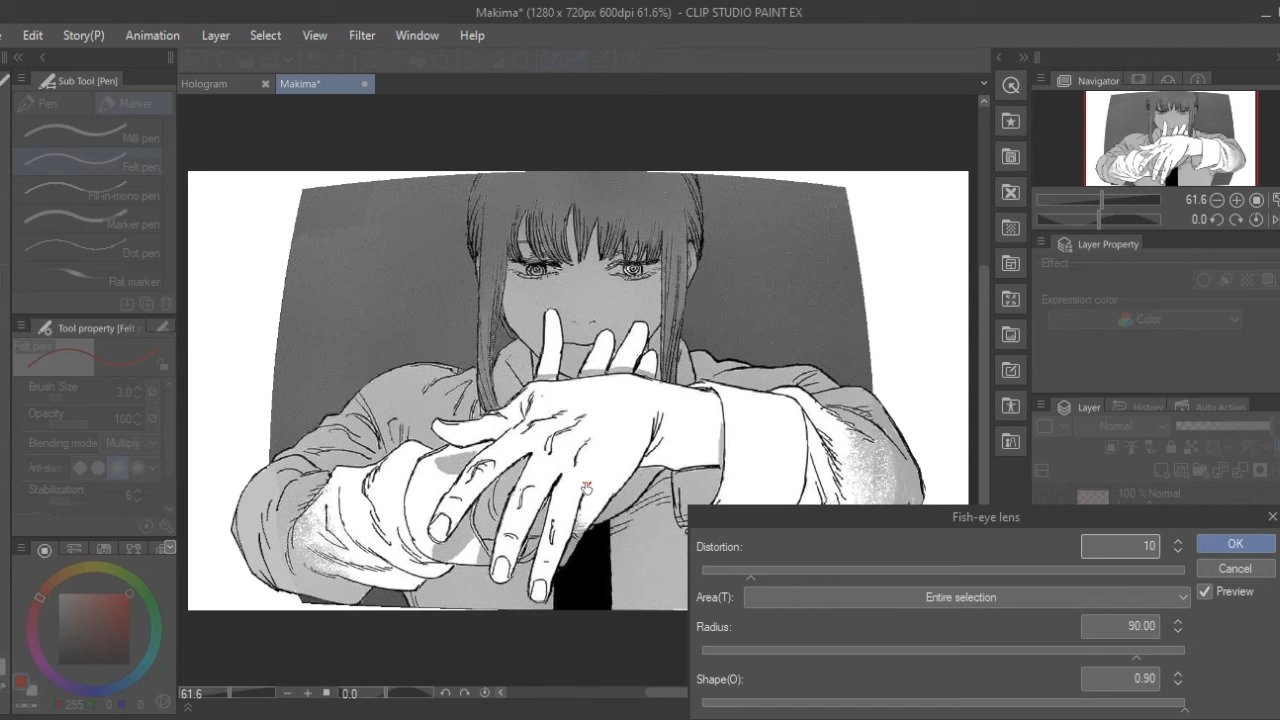 Makima* (1280 x 720px 600dpi 61.6%) - CLIP STUDIO PAINT EX
Edit Story(P) Animation Layer Select View Filter Window Help
Sub Tool [Pen]
Hologram
Makima*
Navigator
Pen
Marker
Milli pen
Felt pen
Fill-in-mono pen
Marker pen
Dot pen
Flat marker
61.6
0.0
Layer Property
Effect
Expression color
Color
Tool property [Felt
Felt pen
Brush Size 3.0
Opacity 100
Blending mode Multiply
Stabilization 6
Layer History Auto Action
Normal
100 % Normal
Fish-eye lens
Distortion: 10 OK
Cancel
Area(T): Entire selection Preview
Radius: 90.00
Shape(O): 0.90
61.6 0.0
255 0 0